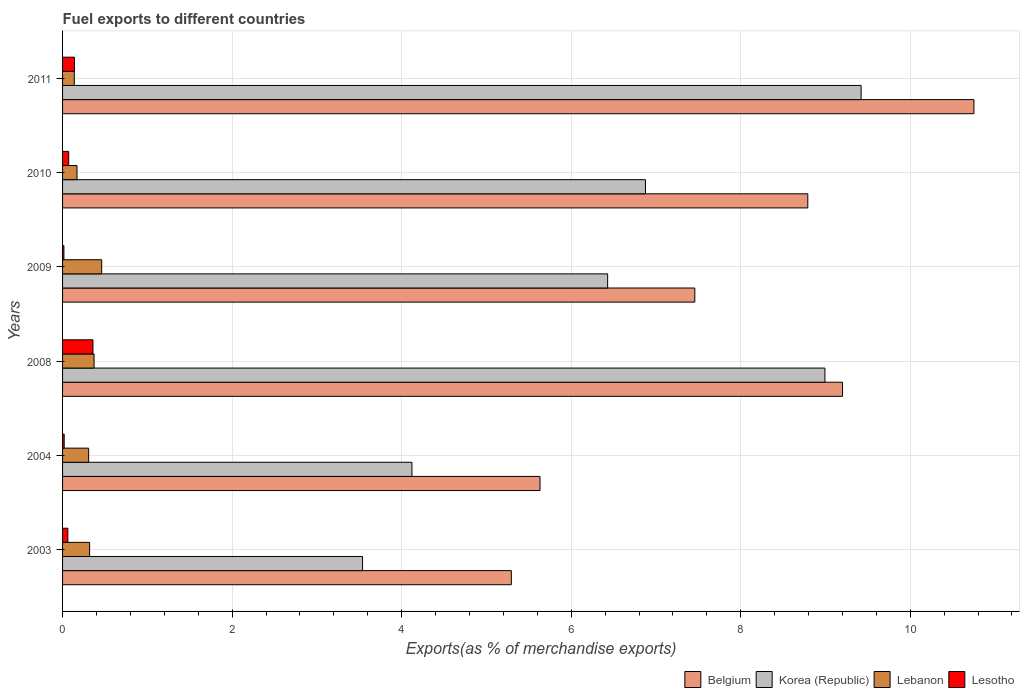 Fuel exports to different countries
2011
2010
2009
2008
2004
2003
Years
0
2
4
6
8
10
Exports(as % of merchandise exports)
Belgium
Korea (Republic)
Lebanon
Lesotho